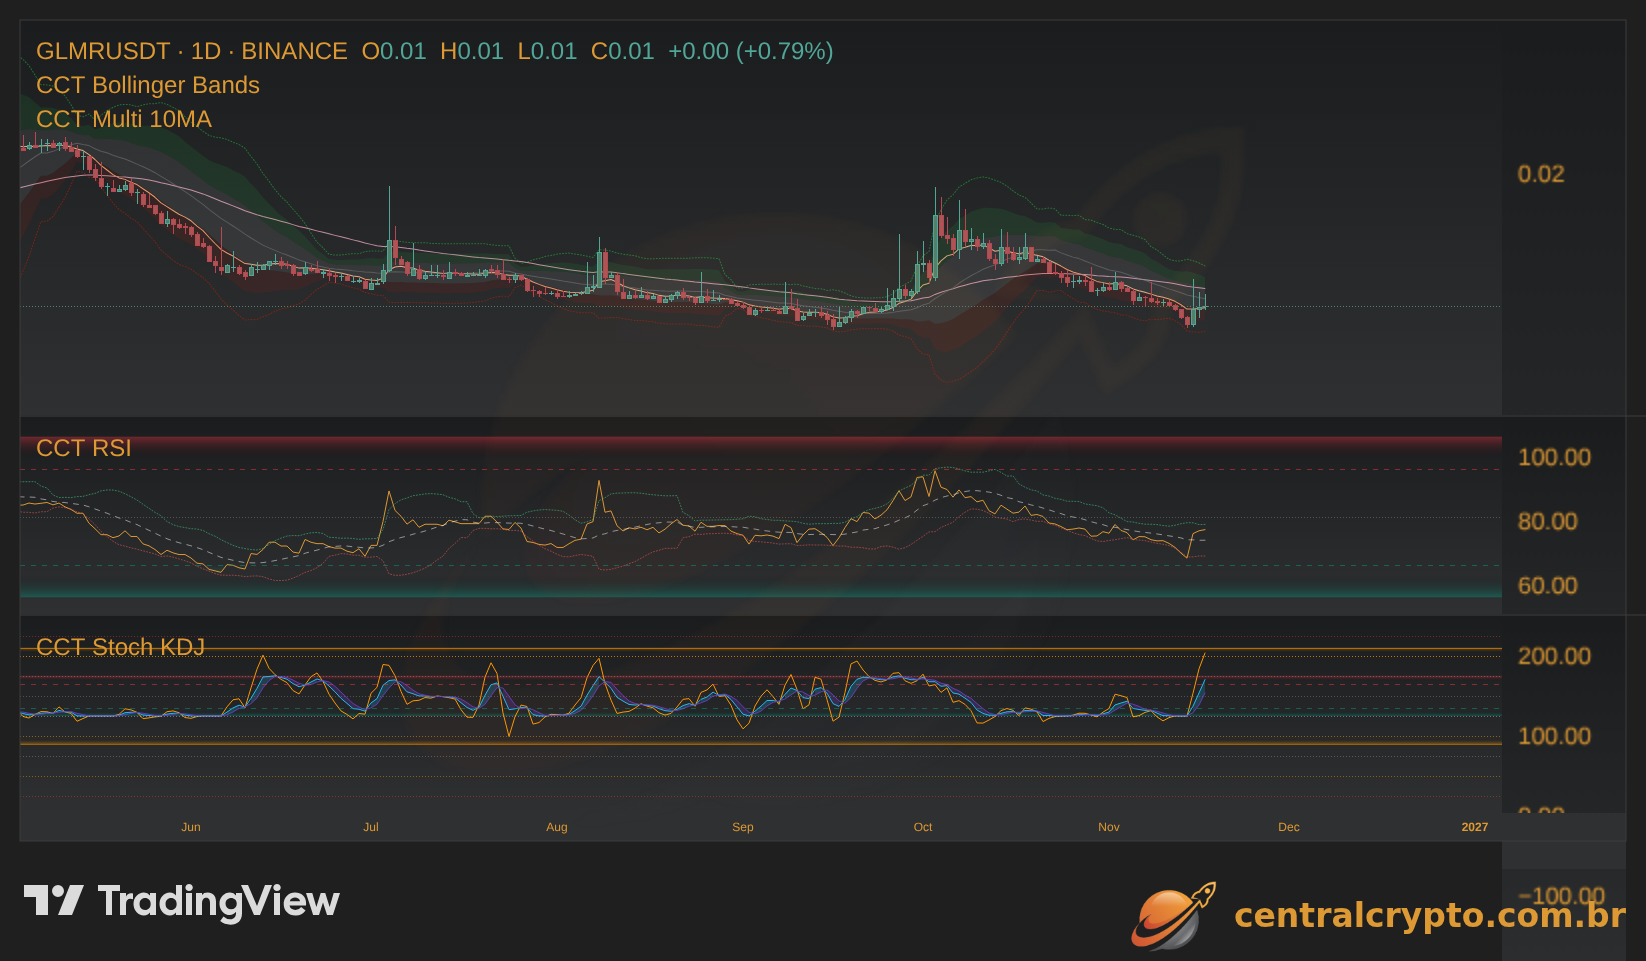 GLMRUSDT · 1D · BINANCE O0.01 H0.01 L0.01 C0.01 +0.00 (+0.79%)
CCT Bollinger Bands
CCT Multi 10MA
0.02
CCT RSI
100.00
80.00
60.00
CCT Stoch KDJ
200.00
100.00
Jun Jul Aug Sep Oct Nov Dec 2027
−100.00
TradingView
centralcrypto.com.br